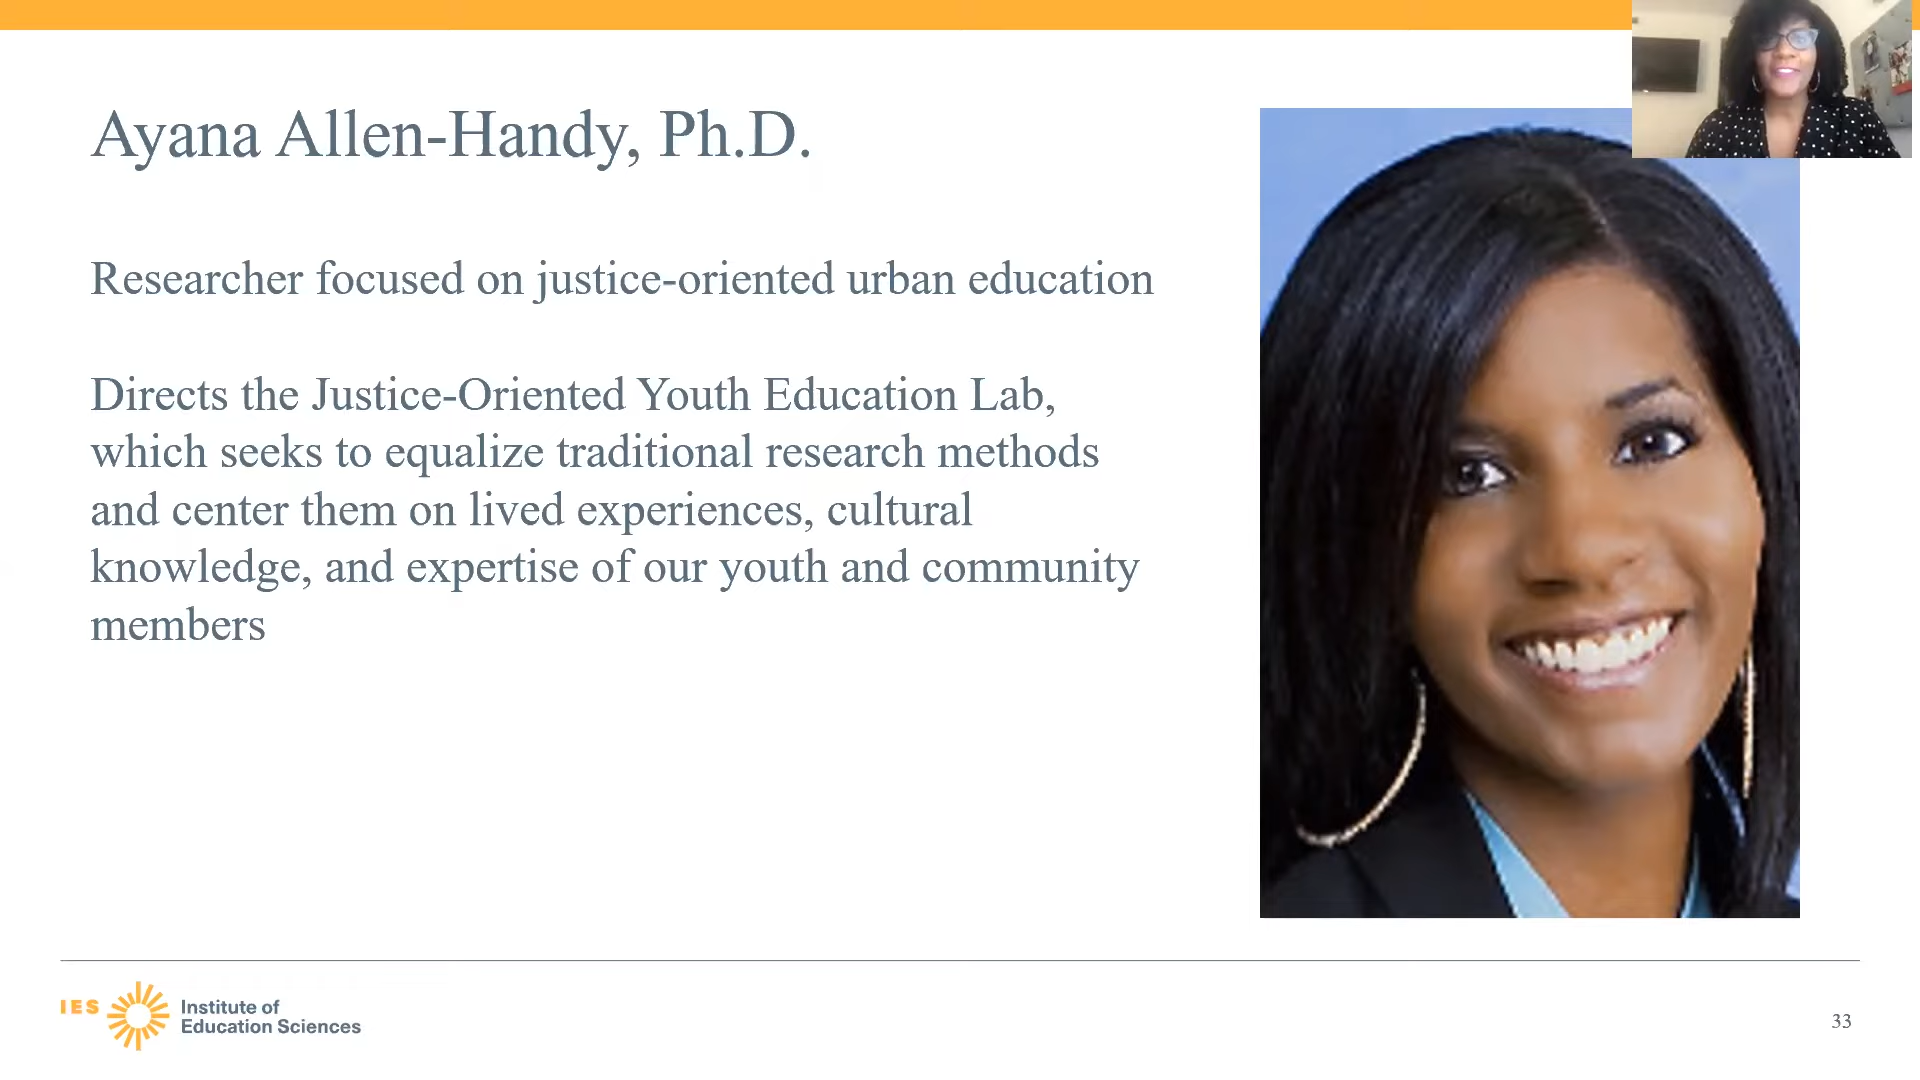 Ayana Allen-Handy, Ph.D.
Researcher focused on justice-oriented urban education
Directs the Justice-Oriented Youth Education Lab,
which seeks to equalize traditional research methods
and center them on lived experiences, cultural
knowledge, and expertise of our youth and community
members
IES
Institute of
Education Sciences
33